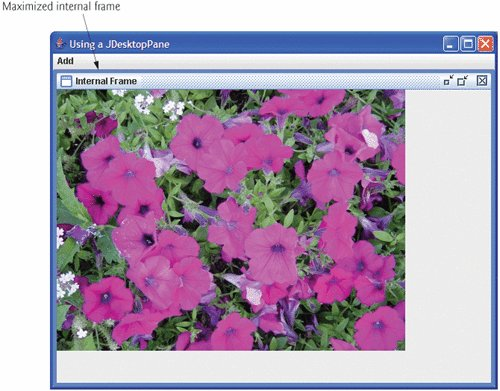 Maximized internal frame
Using a JDesktopPane
Add
Internal Frame